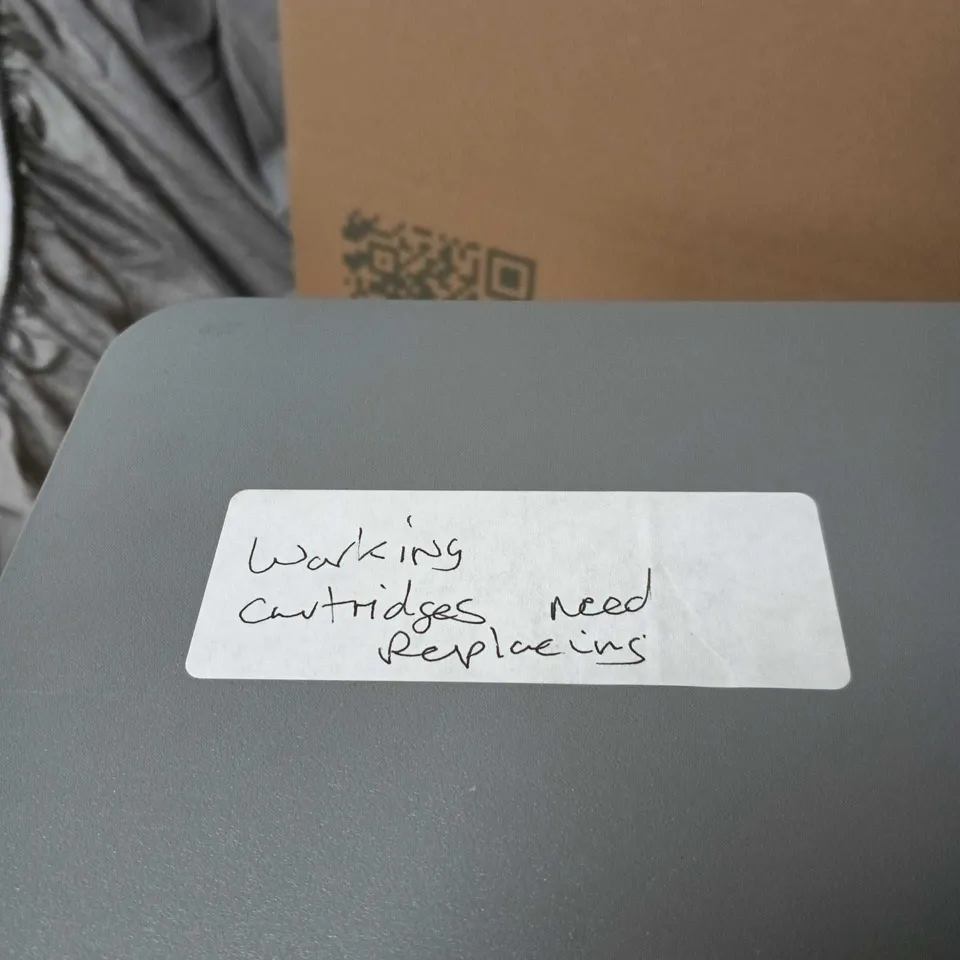 Working
Cartridges need
Replacing